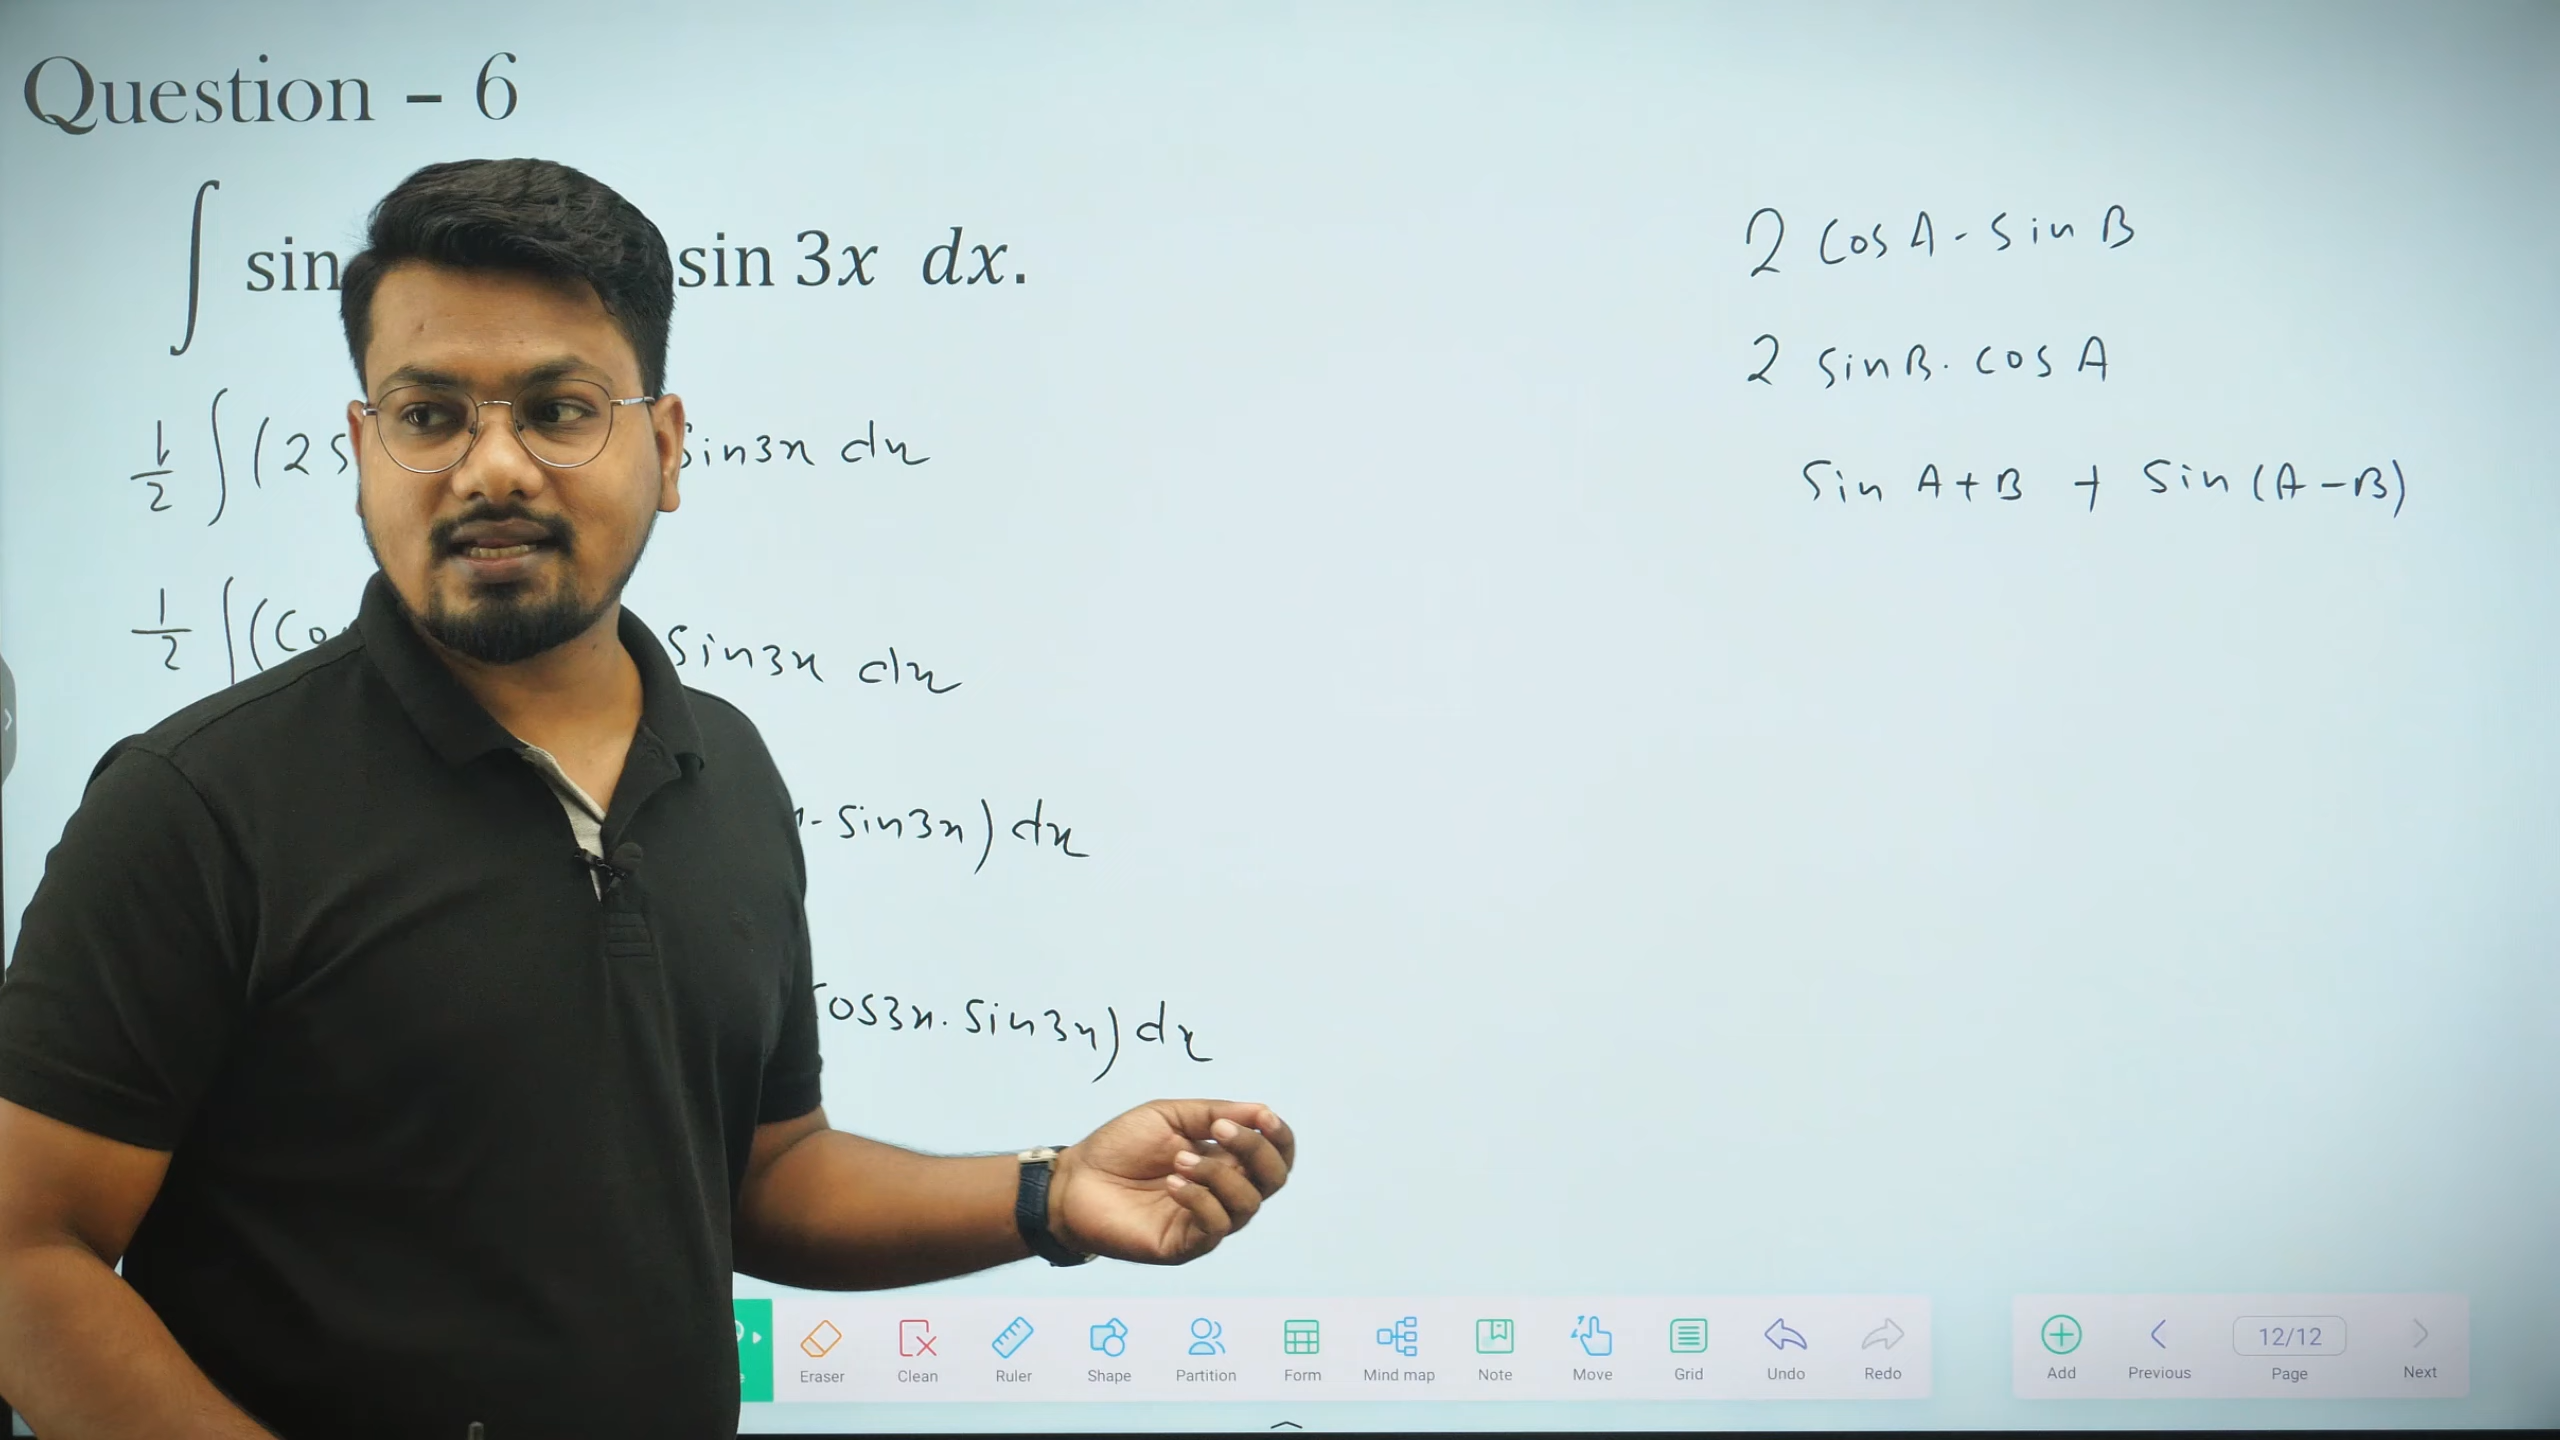 Question – 6
∫ sin sin 3x dx.
1/2 ∫ (2 S sin3x dx
1/2 ∫ (Co Sin3x dx
- Sin3x) dx
os3x. Sin3x) dx
2 Cos A - Sin B
2 Sin B. Cos A
Sin A + B + Sin (A - B)
Eraser Clean Ruler Shape Partition Form Mind map Note Move Grid Undo Redo
Add Previous 12/12 Page Next